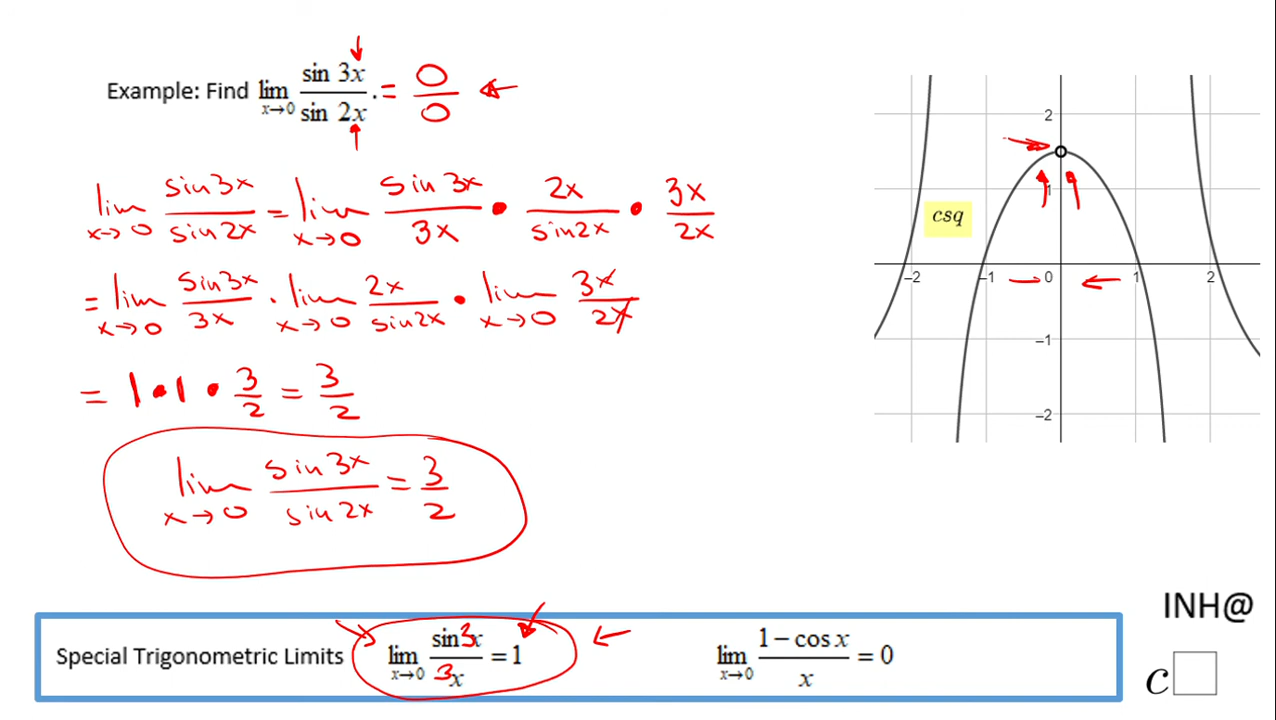 Example: Find lim x→0 sin 3x / sin 2x . = 0/0 ←
lim x→0 sin3x / sin2x = lim x→0 sin 3x / 3x • 2x / sin2x • 3x / 2x
= lim x→0 sin3x / 3x · lim x→0 2x / sin2x • lim x→0 3x / 2x
= 1 • 1 • 3/2 = 3/2
lim x→0 sin3x / sin2x = 3/2
Special Trigonometric Limits lim x→0 sin3x / 3x = 1 ← lim x→0 1 − cos x / x = 0
2
1
csq
−2 −1 0 1 2
−1
−2
INH@
c